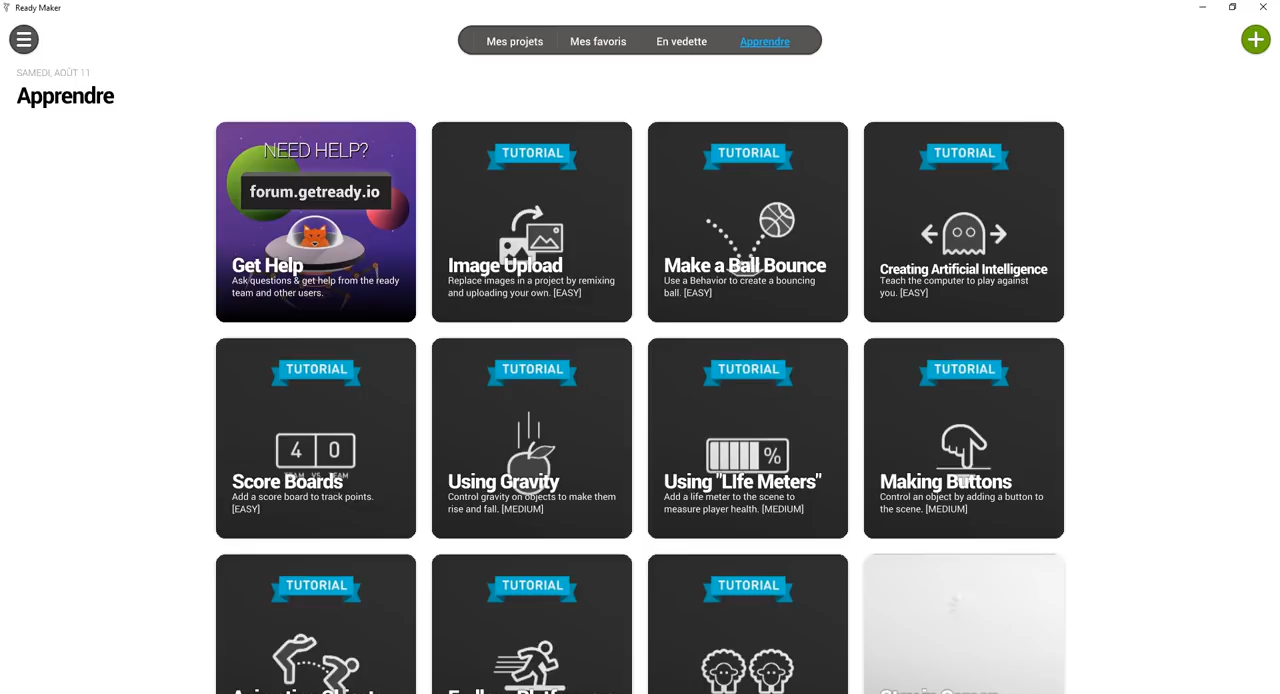 Ready Maker
Mes projets
Mes favoris
En vedette
Apprendre
SAMEDI, AOÛT 11
Apprendre
NEED HELP?
forum.getready.io
Get Help
Ask questions & get help from the ready
team and other users.
TUTORIAL
Image Upload
Replace images in a project by remixing
and uploading your own. [EASY]
TUTORIAL
Make a Ball Bounce
Use a Behavior to create a bouncing
ball. [EASY]
TUTORIAL
Creating Artificial Intelligence
Teach the computer to play against
you. [EASY]
TUTORIAL
4 0
TEAM VS TEAM
Score Boards
Add a score board to track points.
[EASY]
TUTORIAL
Using Gravity
Control gravity on objects to make them
rise and fall. [MEDIUM]
TUTORIAL
%
Using "LIfe Meters"
Add a life meter to the scene to
measure player health. [MEDIUM]
TUTORIAL
Making Buttons
Control an object by adding a button to
the scene. [MEDIUM]
TUTORIAL
TUTORIAL
TUTORIAL